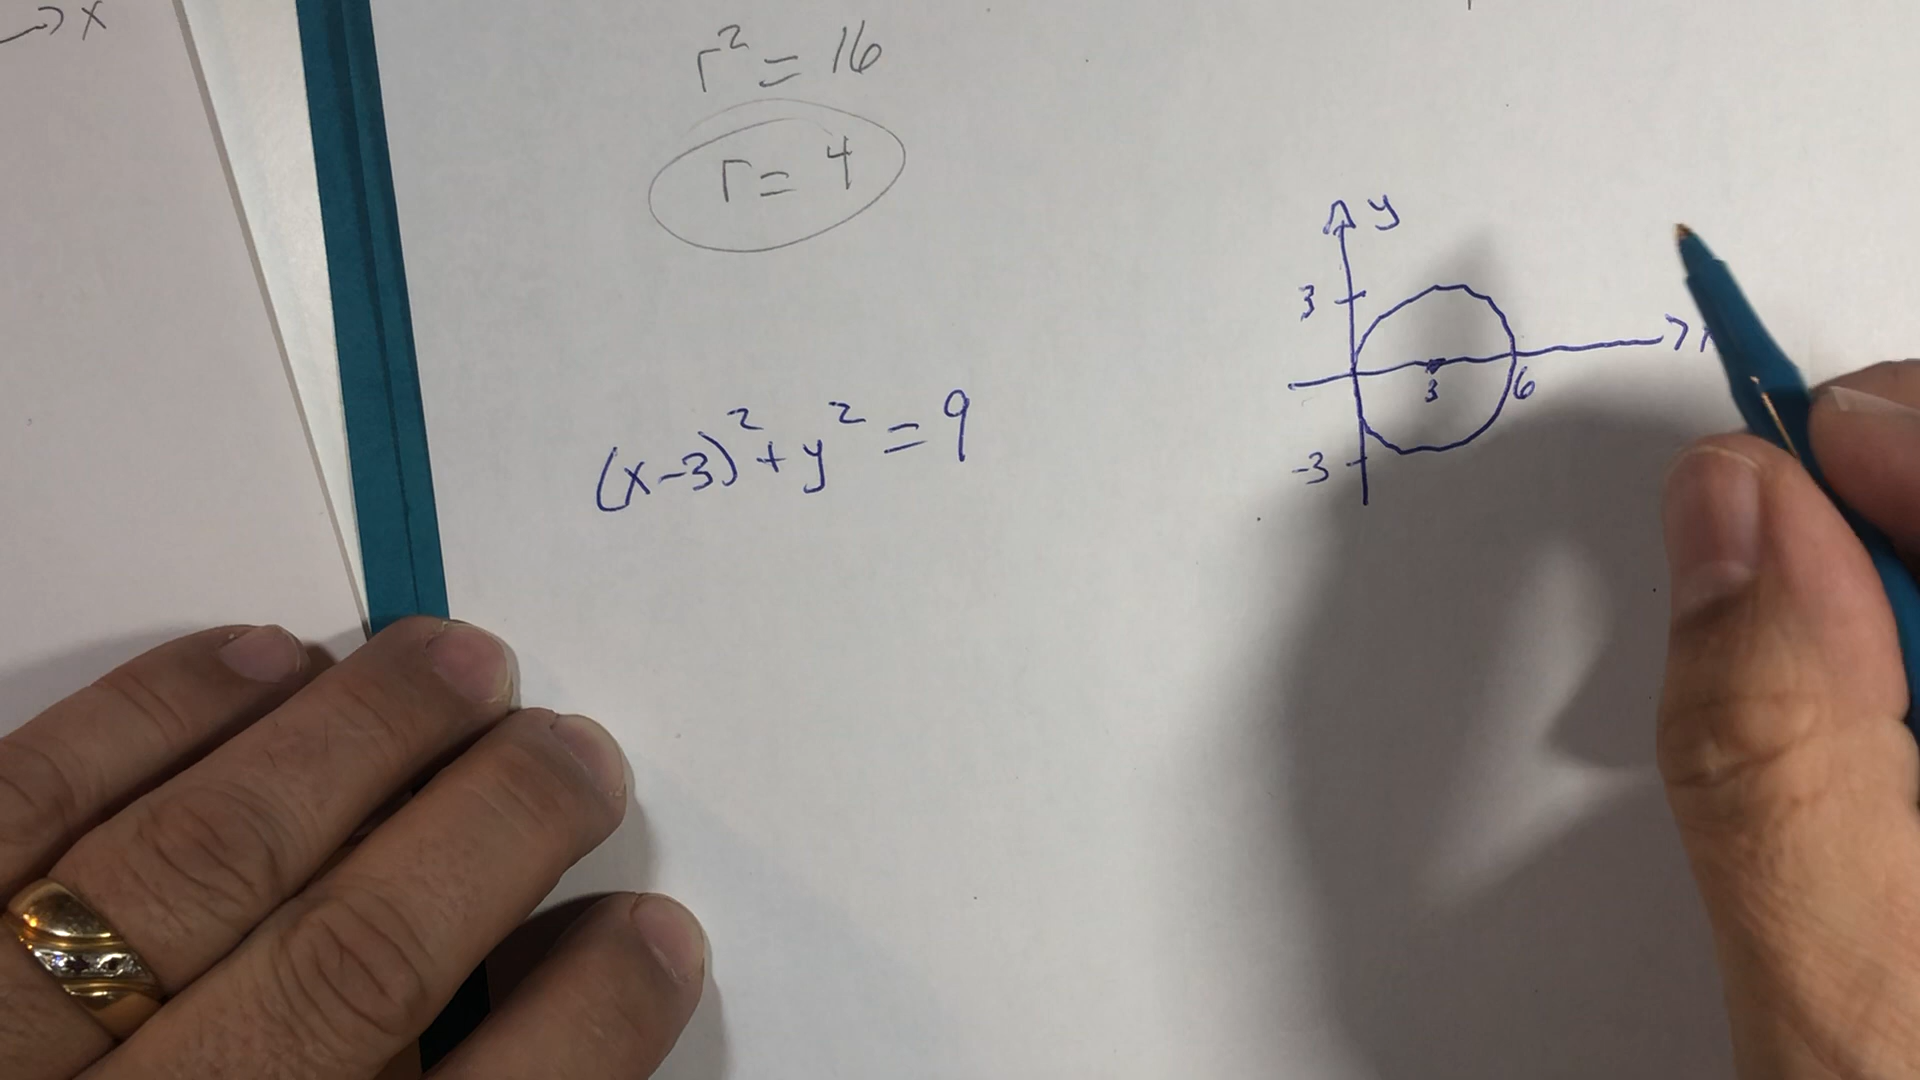 x
r² = 16
r = 4
y
3
3
6
-3
(x-3)² + y² = 9